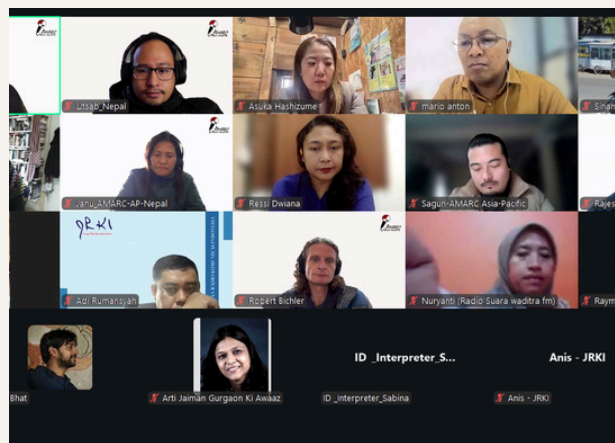 Utsab_Nepal
Asuka Hashizume
mario anton
Janu_AMARC-AP-Nepal
Ressi Dwiana
Sagun-AMARC Asia-Pacific
Rajes
JRKI
Adi Rumansyah
Robert Bichler
Nuryanti (Radio Suara waditra fm)
Raym
ID _Interpreter_S...
Anis - JRKI
Bhat
Arti Jaiman Gurgaon Ki Awaaz
ID _Interpreter_Sabina
Anis - JRKI